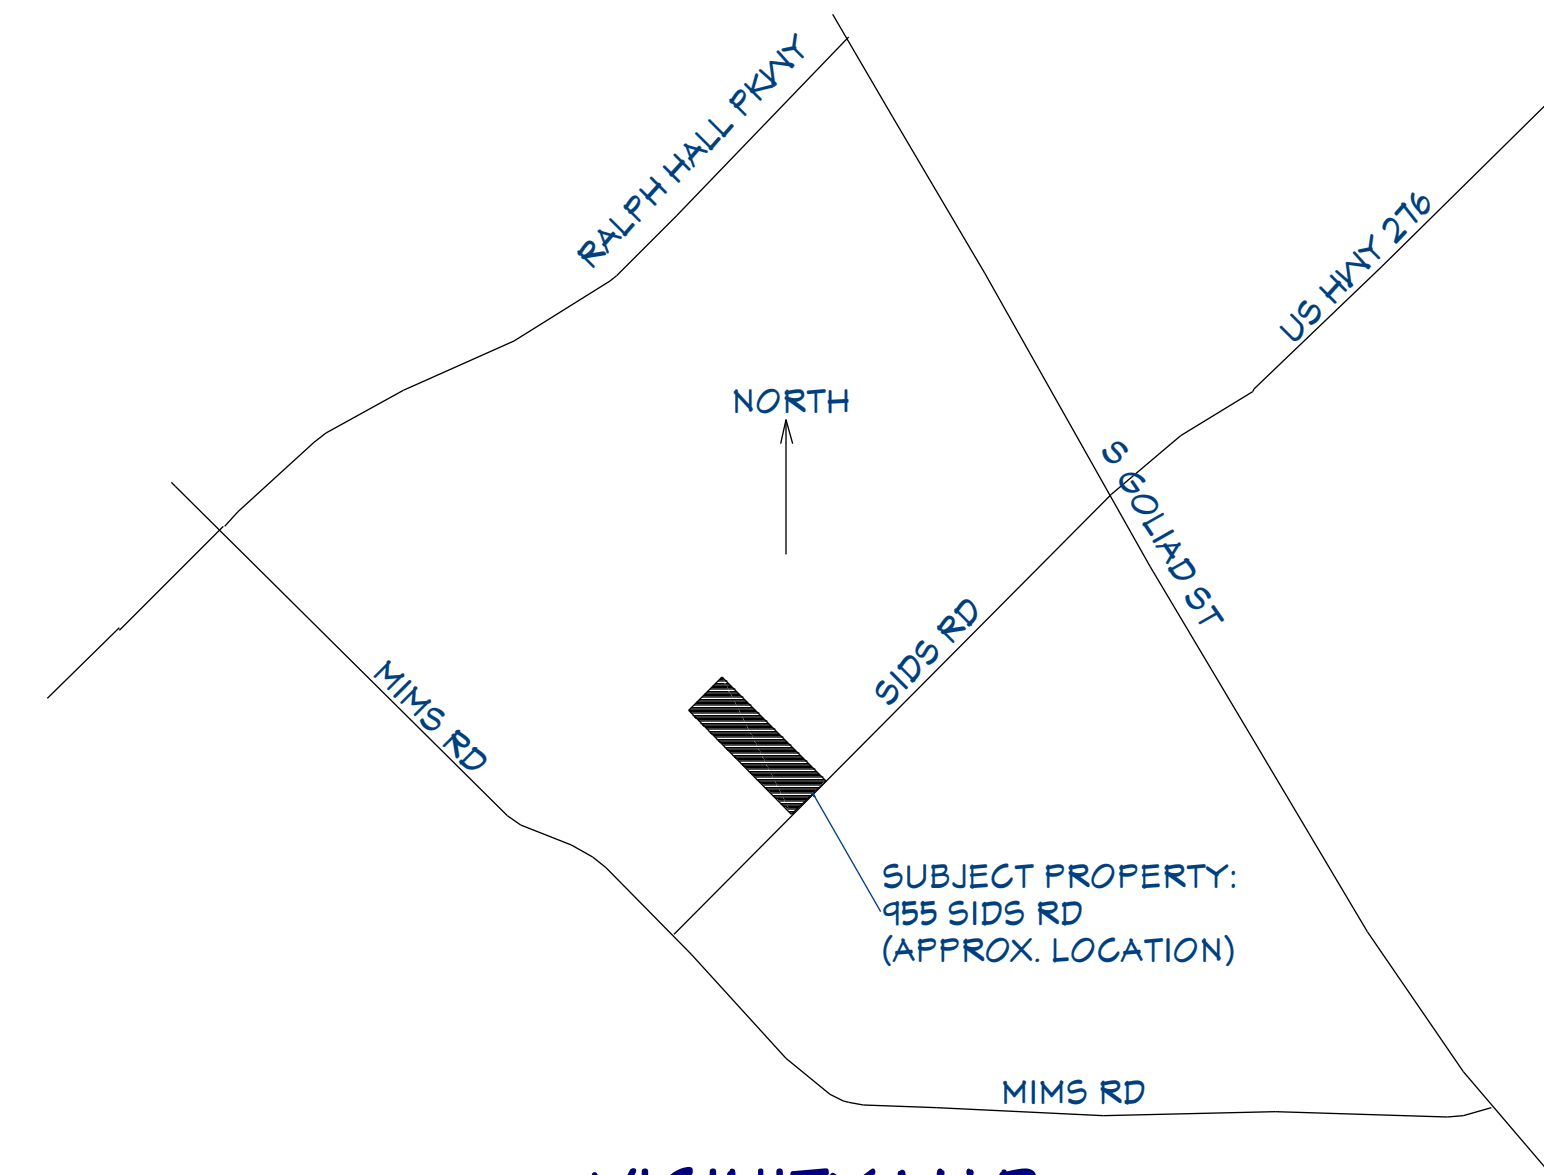 RALPH HALL PKWY
US HWY 276
NORTH
S GOLIAD ST
SIDS RD
MIMS RD
SUBJECT PROPERTY:
955 SIDS RD
(APPROX. LOCATION)
MIMS RD